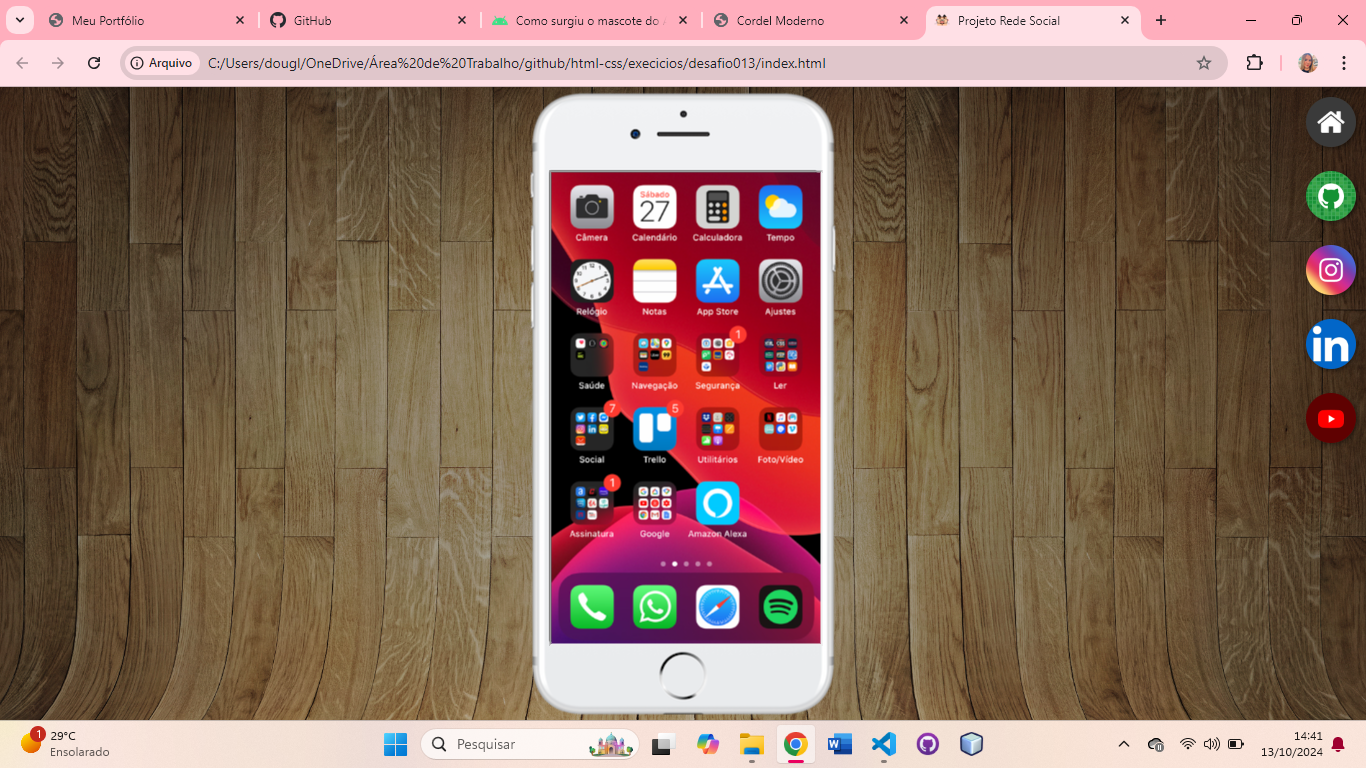 Meu Portfólio
GitHub
Como surgiu o mascote do A
Cordel Moderno
Projeto Rede Social
Arquivo
C:/Users/dougl/OneDrive/Área%20de%20Trabalho/github/html-css/execicios/desafio013/index.html
Sábado
27
Câmera Calendário Calculadora Tempo
Relógio Notas App Store Ajustes
1
Saúde Navegação Segurança Ler
7 5
Social Trello Utilitários Foto/Vídeo
1
Assinatura Google Amazon Alexa
in
1
29°C
Ensolarado
Pesquisar
14:41
13/10/2024